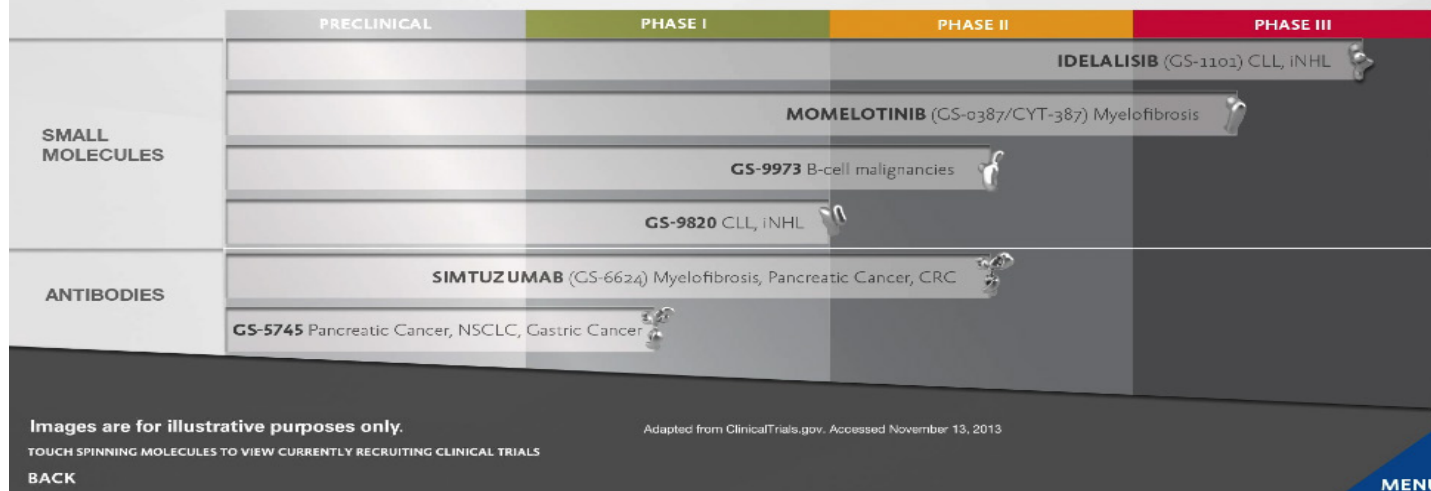 PRECLINICAL PHASE I PHASE II PHASE III
SMALL
MOLECULES
IDELALISIB (GS-1101) CLL, iNHL
MOMELOTINIB (GS-0387/CYT-387) Myelofibrosis
GS-9973 B-cell malignancies
GS-9820 CLL, iNHL
ANTIBODIES
SIMTUZUMAB (GS-6624) Myelofibrosis, Pancreatic Cancer, CRC
GS-5745 Pancreatic Cancer, NSCLC, Gastric Cancer
Images are for illustrative purposes only.
Adapted from ClinicalTrials.gov. Accessed November 13, 2013
TOUCH SPINNING MOLECULES TO VIEW CURRENTLY RECRUITING CLINICAL TRIALS
BACK
MENU